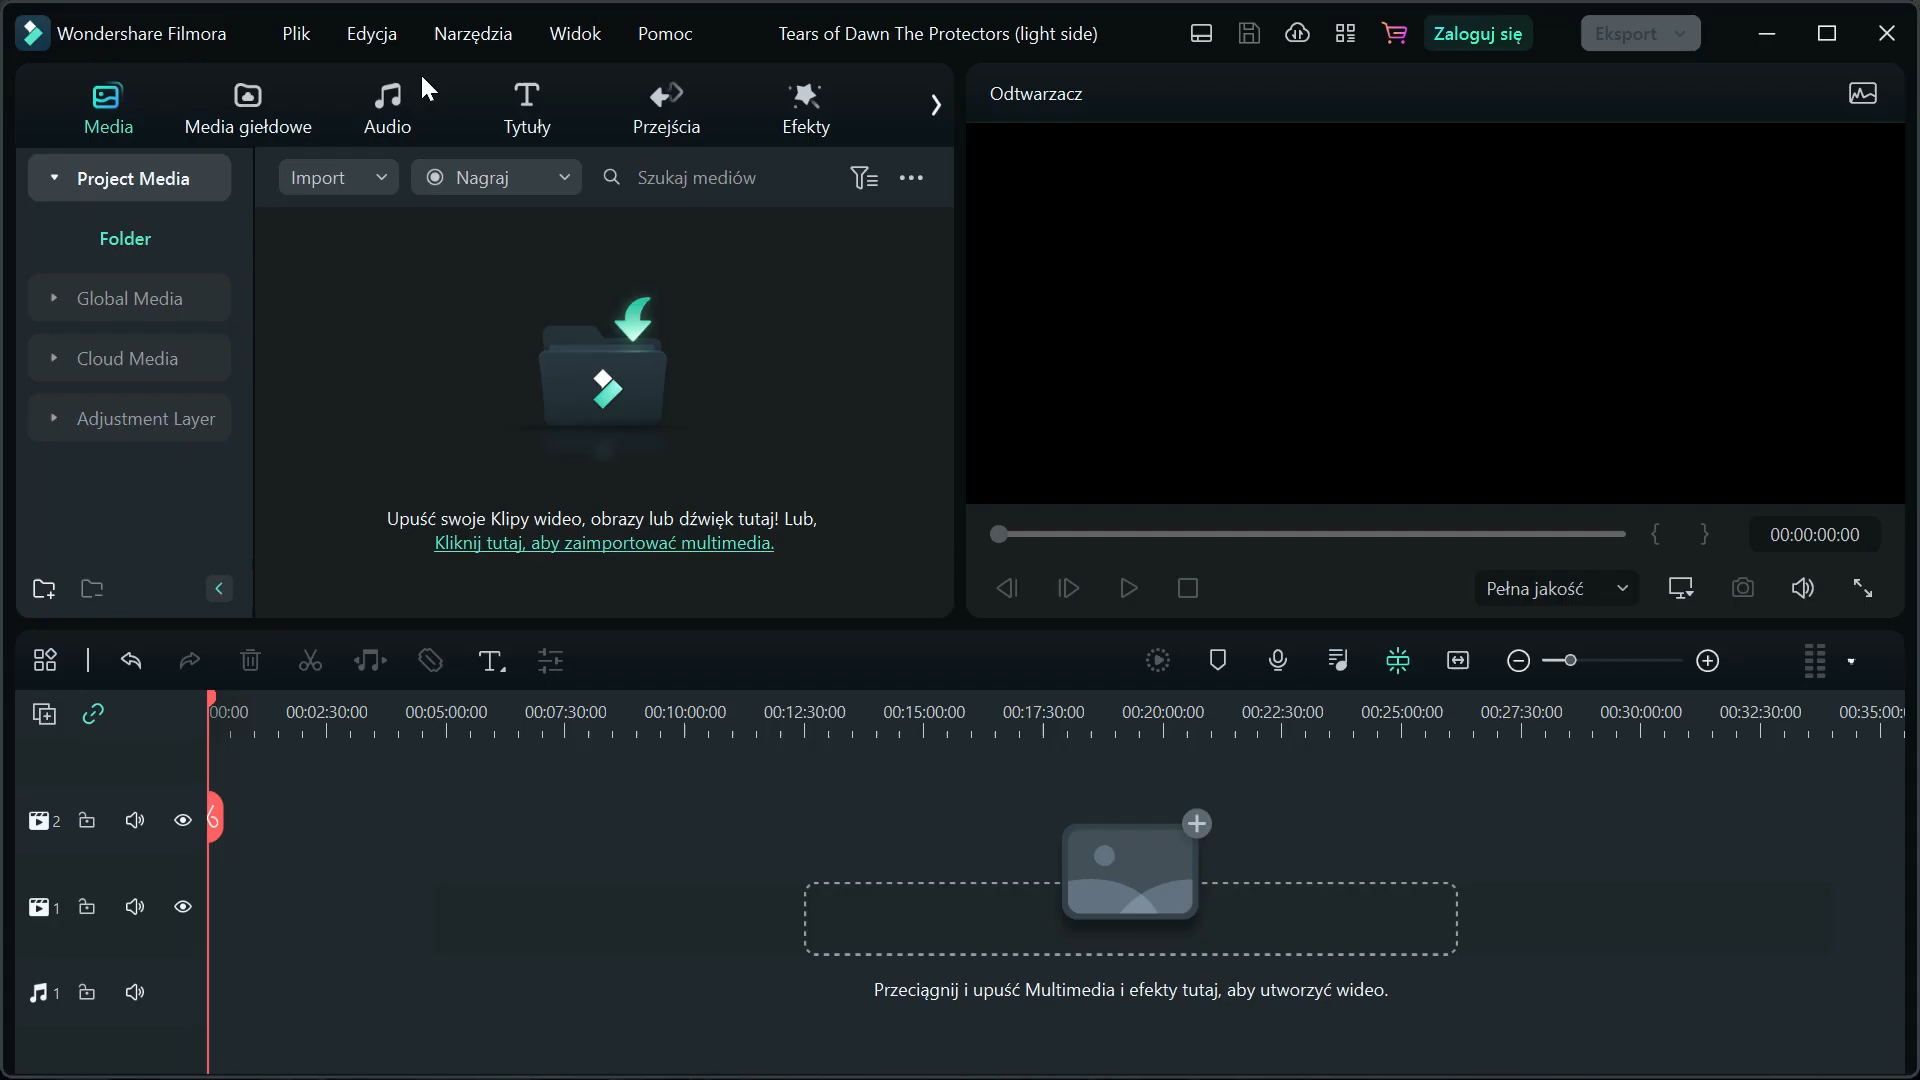 Wondershare Filmora
Plik
Edycja
Narzędzia
Widok
Pomoc
Tears of Dawn The Protectors (light side)
Zaloguj się
Eksport
Media
Media giełdowe
Audio
Tytuły
Przejścia
Efekty
Odtwarzacz
Project Media
Import
Nagraj
Szukaj mediów
Folder
Global Media
Cloud Media
Adjustment Layer
Upuść swoje Klipy wideo, obrazy lub dźwięk tutaj! Lub,
Kliknij tutaj, aby zaimportować multimedia.
{ }
00:00:00:00
Pełna jakość
00:00 00:02:30:00 00:05:00:00 00:07:30:00 00:10:00:00 00:12:30:00 00:15:00:00 00:17:30:00 00:20:00:00 00:22:30:00 00:25:00:00 00:27:30:00 00:30:00:00 00:32:30:00 00:35:00:
2
1
1
Przeciągnij i upuść Multimedia i efekty tutaj, aby utworzyć wideo.